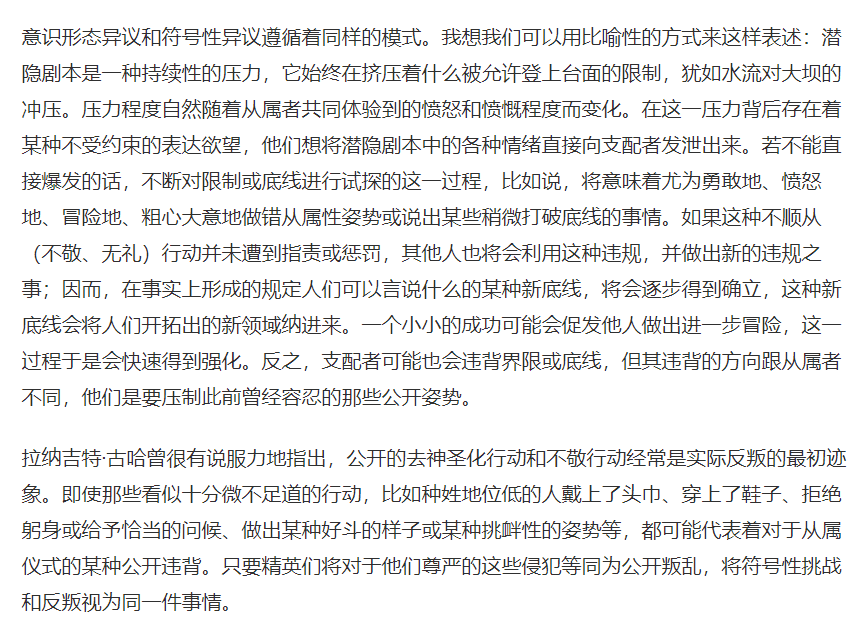 意识形态异议和符号性异议遵循着同样的模式。我想我们可以用比喻性的方式来这样表述：潜
隐剧本是一种持续性的压力，它始终在挤压着什么被允许登上台面的限制，犹如水流对大坝的
冲压。压力程度自然随着从属者共同体验到的愤怒和愤慨程度而变化。在这一压力背后存在着
某种不受约束的表达欲望，他们想将潜隐剧本中的各种情绪直接向支配者发泄出来。若不能直
接爆发的话，不断对限制或底线进行试探的这一过程，比如说，将意味着尤为勇敢地、愤怒
地、冒险地、粗心大意地做错从属性姿势或说出某些稍微打破底线的事情。如果这种不顺从
（不敬、无礼）行动并未遭到指责或惩罚，其他人也将会利用这种违规，并做出新的违规之
事；因而，在事实上形成的规定人们可以言说什么的某种新底线，将会逐步得到确立，这种新
底线会将人们开拓出的新领域纳进来。一个小小的成功可能会促发他人做出进一步冒险，这一
过程于是会快速得到强化。反之，支配者可能也会违背界限或底线，但其违背的方向跟从属者
不同，他们是要压制此前曾经容忍的那些公开姿势。
拉纳吉特·古哈曾很有说服力地指出，公开的去神圣化行动和不敬行动经常是实际反叛的最初迹
象。即使那些看似十分微不足道的行动，比如种姓地位低的人戴上了头巾、穿上了鞋子、拒绝
躬身或给予恰当的问候、做出某种好斗的样子或某种挑衅性的姿势等，都可能代表着对于从属
仪式的某种公开违背。只要精英们将对于他们尊严的这些侵犯等同为公开叛乱，将符号性挑战
和反叛视为同一件事情。